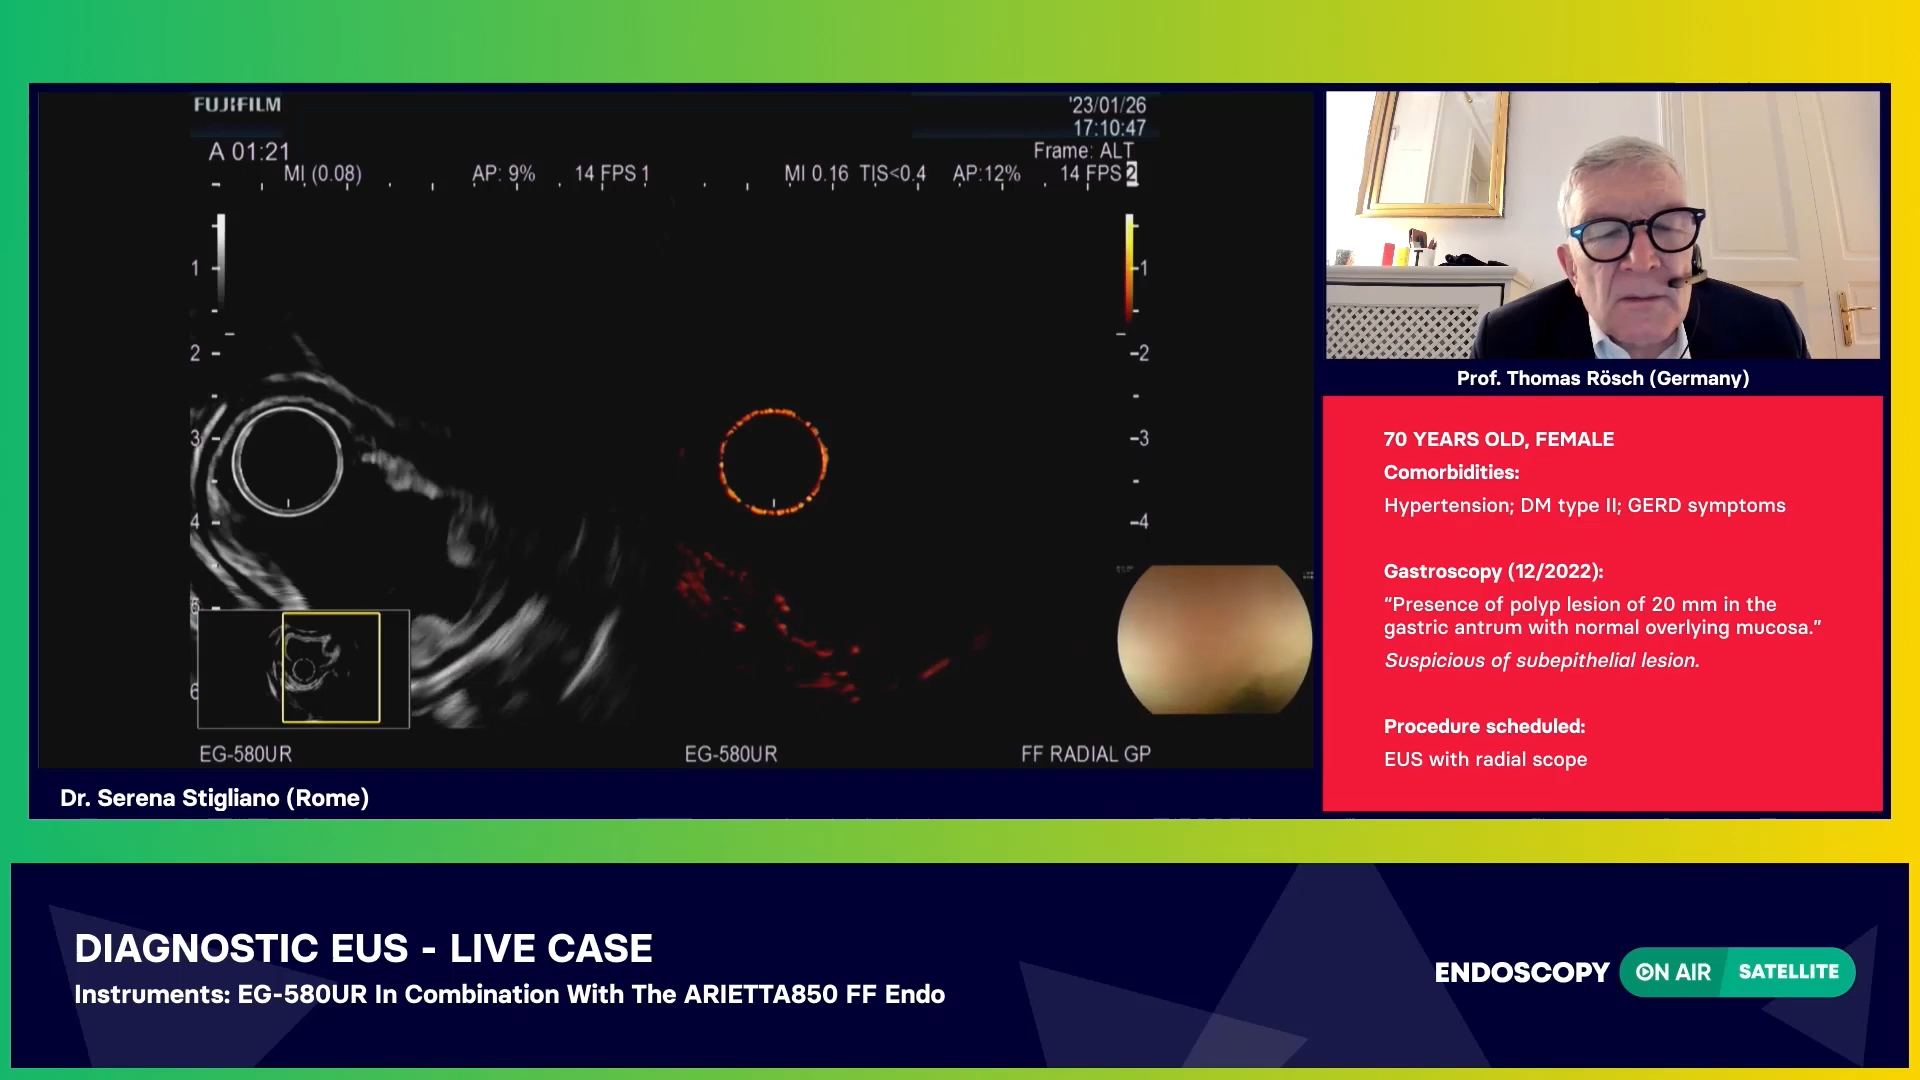 FUJIFILM
'23/01/26
17:10:47
A 01:21
Frame: ALT
MI (0.08) AP: 9% 14 FPS 1 MI 0.16 TIS<0.4 AP:12% 14 FPS 2
1
2
3
4
5
6
-1
-2
-3
-4
EG-580UR EG-580UR FF RADIAL GP
Dr. Serena Stigliano (Rome)
Prof. Thomas Rösch (Germany)
70 YEARS OLD, FEMALE
Comorbidities:
Hypertension; DM type II; GERD symptoms
Gastroscopy (12/2022):
“Presence of polyp lesion of 20 mm in the
gastric antrum with normal overlying mucosa.”
Suspicious of subepithelial lesion.
Procedure scheduled:
EUS with radial scope
DIAGNOSTIC EUS - LIVE CASE
Instruments: EG-580UR In Combination With The ARIETTA850 FF Endo
ENDOSCOPY ON AIR SATELLITE